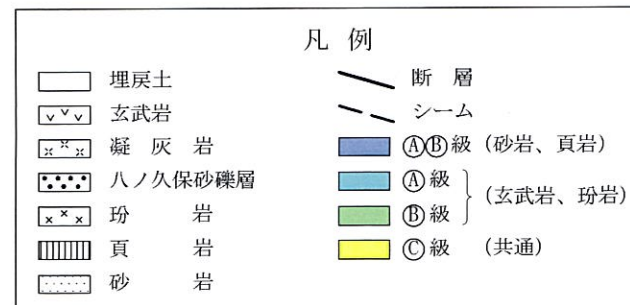 凡例
埋戻土
玄武岩
凝灰岩
八ノ久保砂礫層
玢岩
頁岩
砂岩
断層
シーム
ⒶⒷ級（砂岩、頁岩）
Ⓐ級
Ⓑ級
（玄武岩、玢岩）
Ⓒ級（共通）